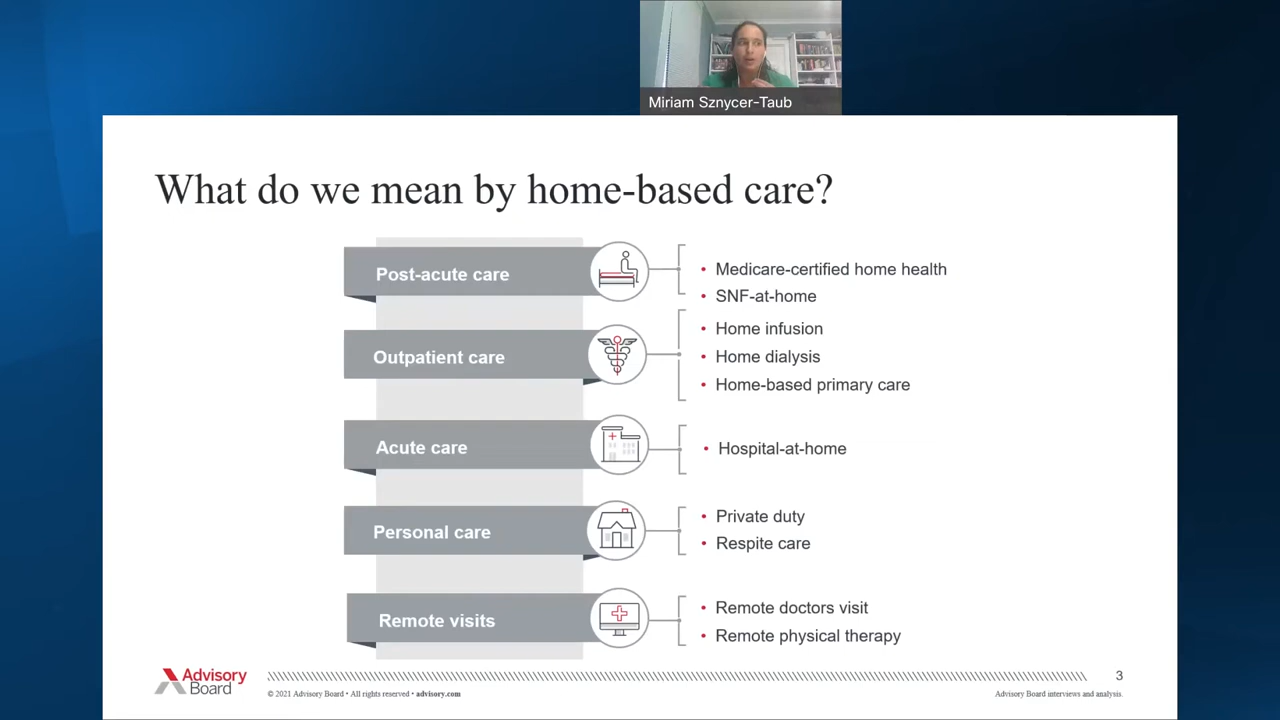 Miriam Sznycer-Taub
What do we mean by home-based care?
Post-acute care
• Medicare-certified home health
• SNF-at-home
Outpatient care
• Home infusion
• Home dialysis
• Home-based primary care
Acute care
• Hospital-at-home
Personal care
• Private duty
• Respite care
Remote visits
• Remote doctors visit
• Remote physical therapy
Advisory
Board
© 2021 Advisory Board • All rights reserved • advisory.com
3
Advisory Board interviews and analysis.